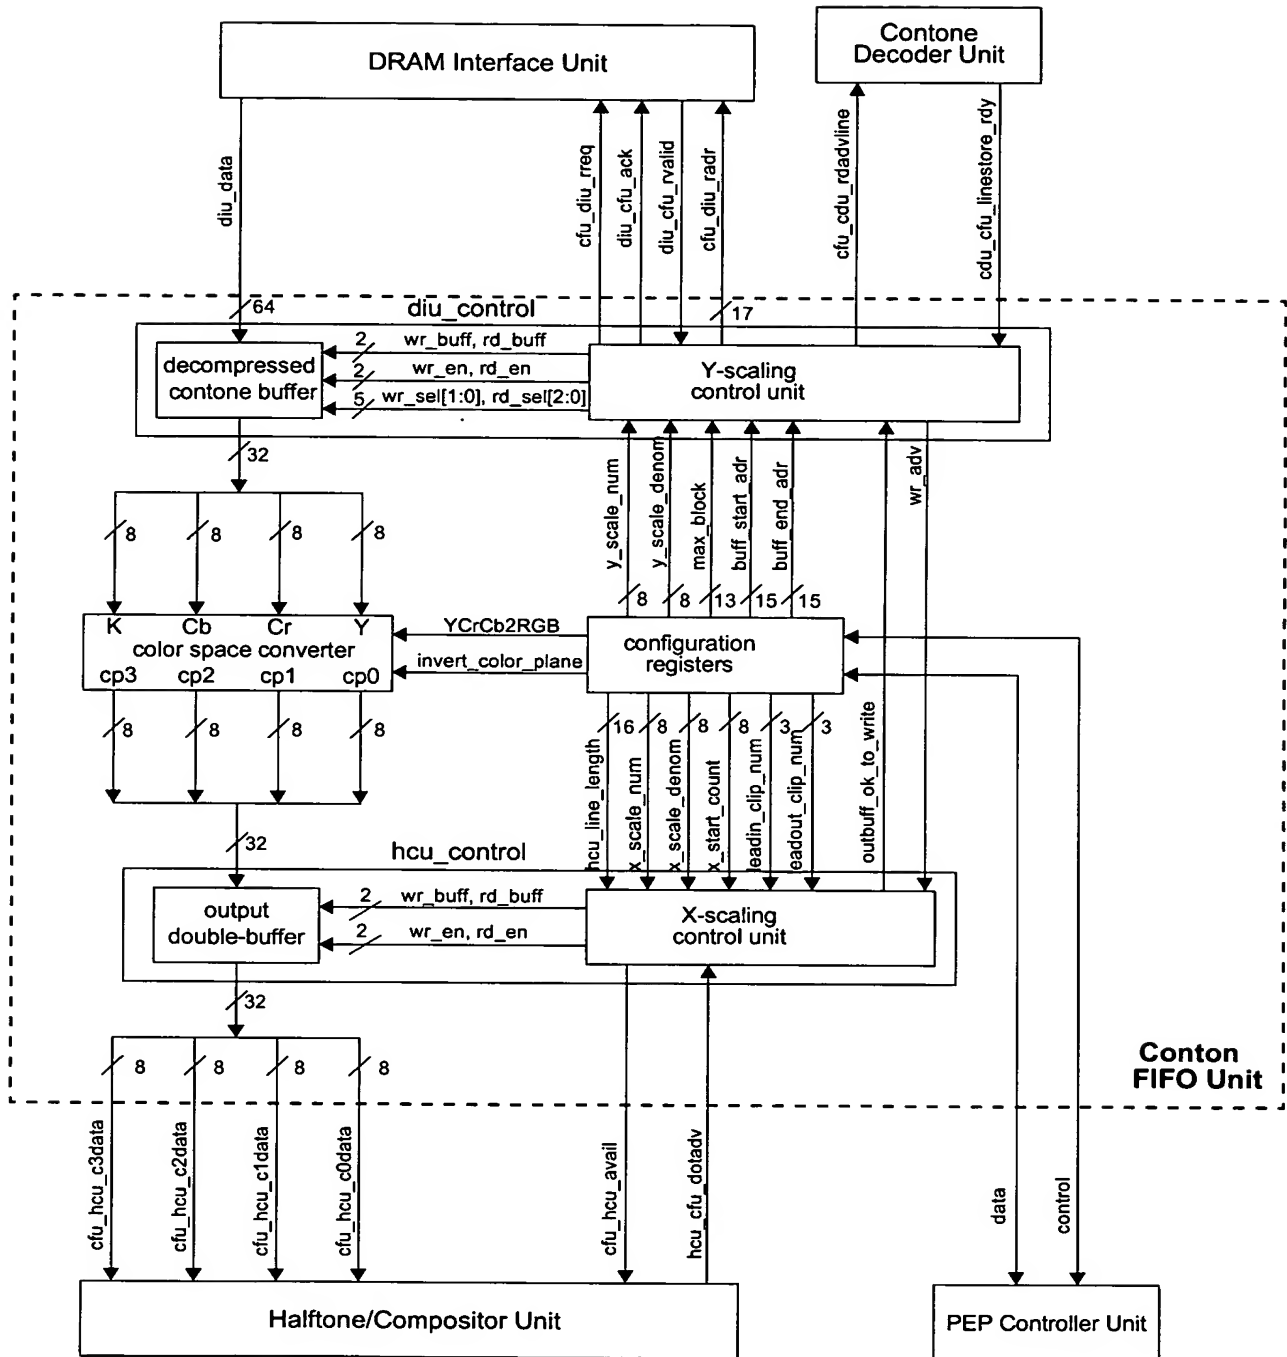 DRAM Interface Unit
Contone
Decoder Unit
diu_data
cfu_diu_rreq
diu_cfu_ack
diu_cfu_rvalid
cfu_diu_radr
cfu_cdu_rdadvline
cdu_cfu_linestore_rdy
64
diu_control
17
decompressed
contone buffer
2
wr_buff, rd_buff
2
wr_en, rd_en
5
wr_sel[1:0], rd_sel[2:0]
Y-scaling
control unit
32
y_scale_num
y_scale_denom
max_block
buff_start_adr
buff_end_adr
wr_adv
8
8
8
8
8
8
13
15
15
K
Cb
Cr
Y
color space converter
cp3
cp2
cp1
cp0
YCrCb2RGB
invert_color_plane
configuration
registers
8
8
8
8
16
8
8
8
3
3
hcu_line_length
x_scale_num
x_scale_denom
x_start_count
leadin_clip_num
leadout_clip_num
outbuff_ok_to_write
32
hcu_control
output
double-buffer
2
wr_buff, rd_buff
2
wr_en, rd_en
X-scaling
control unit
32
8
8
8
8
Conton
FIFO Unit
cfu_hcu_c3data
cfu_hcu_c2data
cfu_hcu_c1data
cfu_hcu_c0data
cfu_hcu_avail
hcu_cfu_dotadv
data
control
Halftone/Compositor Unit
PEP Controller Unit